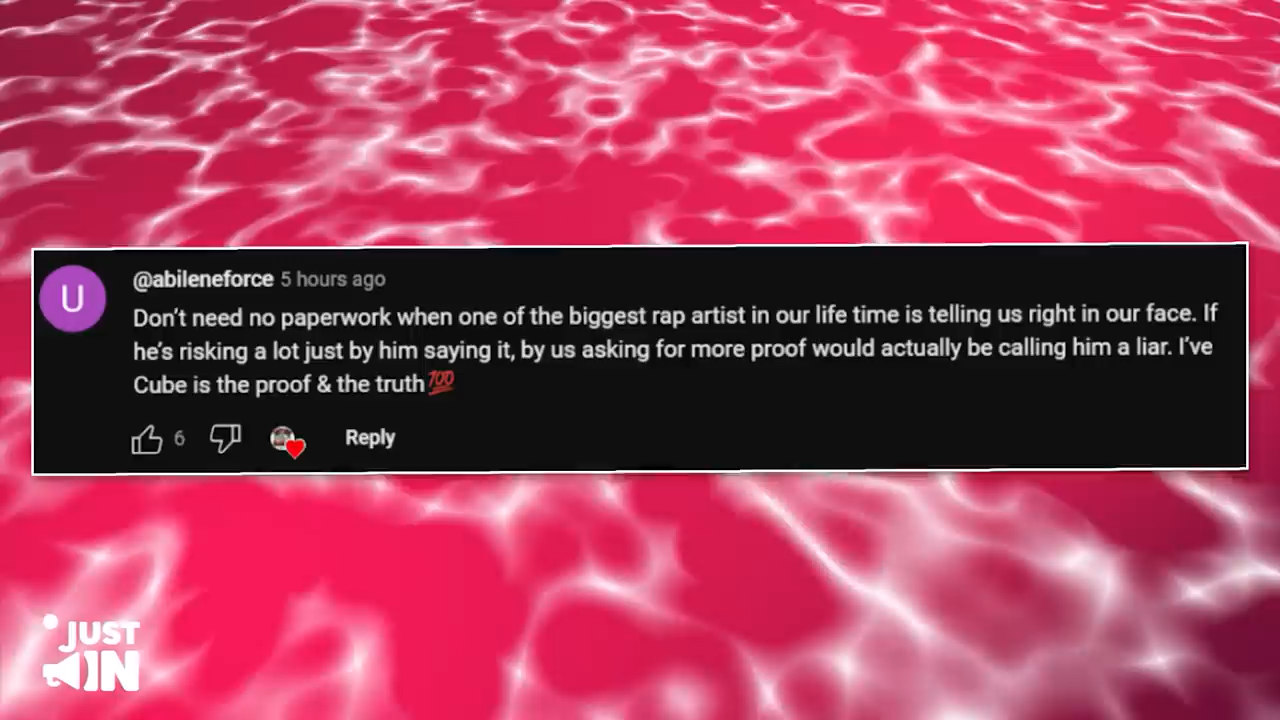 U
@abileneforce 5 hours ago
Don't need no paperwork when one of the biggest rap artist in our life time is telling us right in our face. If
he's risking a lot just by him saying it, by us asking for more proof would actually be calling him a liar. I've
Cube is the proof & the truth💯
6
Reply
JUST
IN